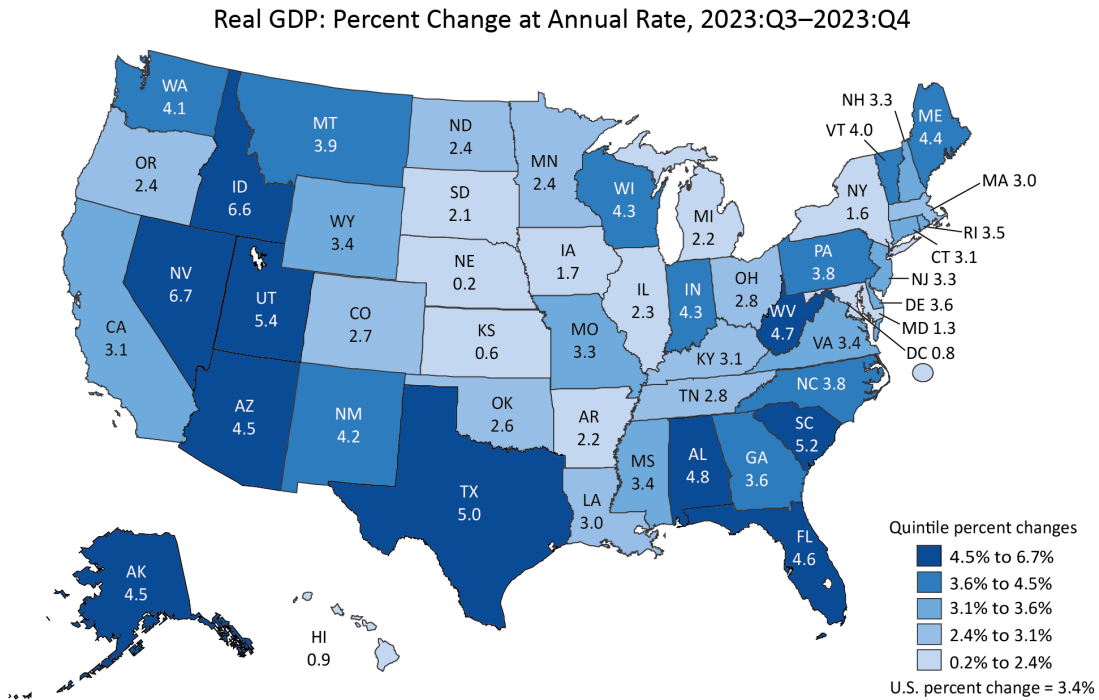 Real GDP: Percent Change at Annual Rate, 2023:Q3–2023:Q4
WA
4.1
MT
3.9
ND
2.4
MN
2.4
NH 3.3
VT 4.0
ME
4.4
OR
2.4
ID
6.6
SD
2.1
WI
4.3
MI
2.2
NY
1.6
MA 3.0
WY
3.4
RI 3.5
CT 3.1
NE
0.2
IA
1.7
PA
3.8
NJ 3.3
NV
6.7
UT
5.4
CO
2.7
IL
2.3
IN
4.3
OH
2.8
WV
4.7
DE 3.6
MD 1.3
DC 0.8
CA
3.1
KS
0.6
MO
3.3
KY 3.1
VA 3.4
AZ
4.5
NM
4.2
OK
2.6
AR
2.2
TN 2.8
NC 3.8
SC
5.2
TX
5.0
LA
3.0
MS
3.4
AL
4.8
GA
3.6
FL
4.6
AK
4.5
HI
0.9
Quintile percent changes
4.5% to 6.7%
3.6% to 4.5%
3.1% to 3.6%
2.4% to 3.1%
0.2% to 2.4%
U.S. percent change = 3.4%